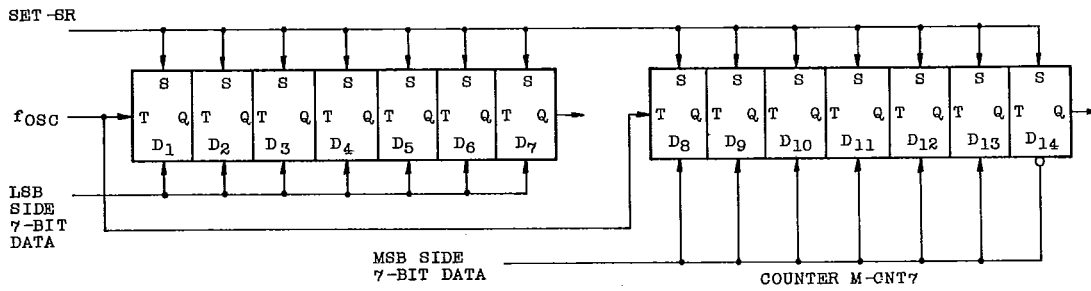 SET-SR
S S S S S S S S S S S S S S
fOSC
T Q T Q T Q T Q T Q T Q T Q T Q T Q T Q T Q T Q T Q T Q
D1 D2 D3 D4 D5 D6 D7 D8 D9 D10 D11 D12 D13 D14
LSB
SIDE
7-BIT
DATA
MSB SIDE
7-BIT DATA
COUNTER M-CNT7